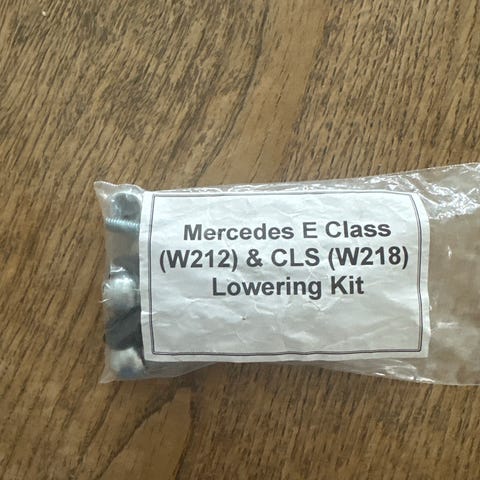 Mercedes E Class
(W212) & CLS (W218)
Lowering Kit